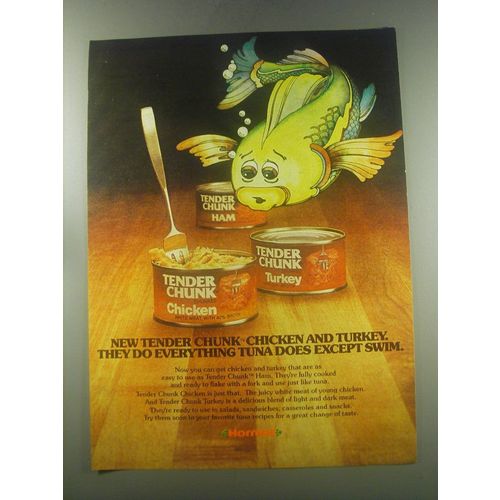 TENDER
CHUNK
HAM
TENDER
CHUNK
Turkey
TENDER
CHUNK
Chicken
WHITE MEAT, WITH
NEW TENDER CHUNK™ CHICKEN AND TURKEY.
THEY DO EVERYTHING TUNA DOES EXCEPT SWIM.
Now you can get chicken and turkey that are as
easy to use as Tender Chunk™ Ham. They're fully cooked
and ready to flake with a fork and use just like tuna.
Tender Chunk Chicken is just that. The juicy white meat of young chicken.
And Tender Chunk Turkey is a delicious blend of light and dark meat.
They're ready to use in salads, sandwiches, casseroles and snacks.
Try them soon in your favorite tuna recipes for a great change of taste.
Hormel